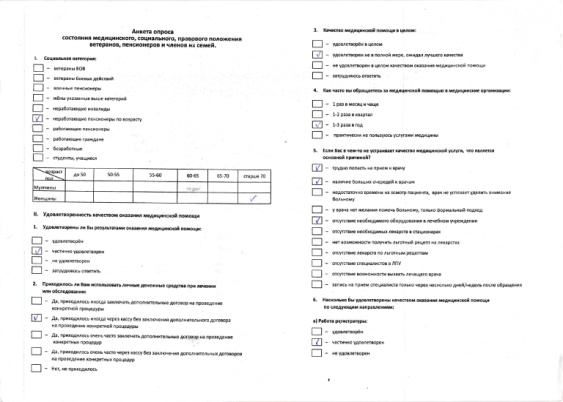 Анкета опроса
состояния медицинского, социального, правового положения
ветеранов, пенсионеров и членов их семей.
I. Социальная категория:
– ветераны ВОВ
– ветераны боевых действий
– военные пенсионеры
– жёны указанных выше категорий
– неработающие инвалиды
– неработающие пенсионеры по возрасту
– работающие пенсионеры
– работающие граждане
– безработные
– студенты, учащиеся
возраст
пол
до 50 50-55 55-60 60-65 65-70 старше 70
Мужчины
Женщины
II. Удовлетворенность качеством оказания медицинской помощи
1. Удовлетворены ли Вы результатами оказания медицинской помощи:
– удовлетворён
– частично удовлетворен
– не удовлетворен
– затрудняюсь ответить
2. Приходилось ли Вам использовать личные денежные средства при лечении
или обследовании:
– Да, приходилось иногда заключать дополнительный договор на проведение
конкретной процедуры
– Да, приходилось иногда через кассу без заключения дополнительного договора
на проведение конкретной процедуры
– Да, приходилось очень часто заключать дополнительный договор на проведение
конкретных процедур
– Да, приходилось очень часто через кассу без заключения дополнительных договоров
на проведение конкретных процедур
– Нет, не приходилось
3. Качество медицинской помощи в целом:
– удовлетворён в целом
– удовлетворен не в полной мере, ожидал лучшего качества
– не удовлетворен в целом качеством оказания медицинской помощи
– затрудняюсь ответить
4. Как часто Вы обращаетесь за медицинской помощью в медицинские организации:
– 1 раз в месяц и чаще
– 1-2 раза в квартал
– 1-3 раза в год
– практически не пользуюсь услугами медицины
5. Если Вас в чем-то не устраивает качество медицинской услуги, что является
основной причиной?
– трудно попасть на прием к врачу
– наличие больших очередей к врачам
– недостаточно времени на осмотр пациента, врач не успевает уделить внимания
больному
– у врача нет желания помочь больному, только формальный подход
– отсутствие необходимого оборудования в лечебном учреждении
– отсутствие необходимых лекарств в стационарах
– нет возможности получить льготный рецепт на лекарства
– отсутствие лекарств по льготным рецептам
– отсутствие специалистов в ЛПУ
– отсутствие возможности вызвать лечащего врача
– запись на прием специалиста только через несколько дней/недель после обращения
6. Насколько Вы удовлетворены качеством оказания медицинской помощи
по следующим направлениям:
а) Работа регистратуры:
– удовлетворён
– частично удовлетворен
– не удовлетворен